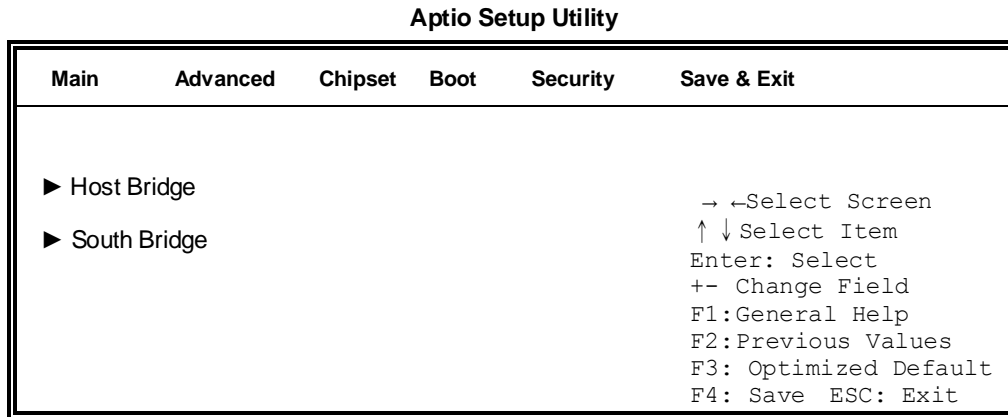 Aptio Setup Utility
Main Advanced Chipset Boot Security Save & Exit
► Host Bridge
► South Bridge
→ ←Select Screen
↑ ↓ Select Item
Enter: Select
+- Change Field
F1:General Help
F2:Previous Values
F3: Optimized Default
F4: Save ESC: Exit